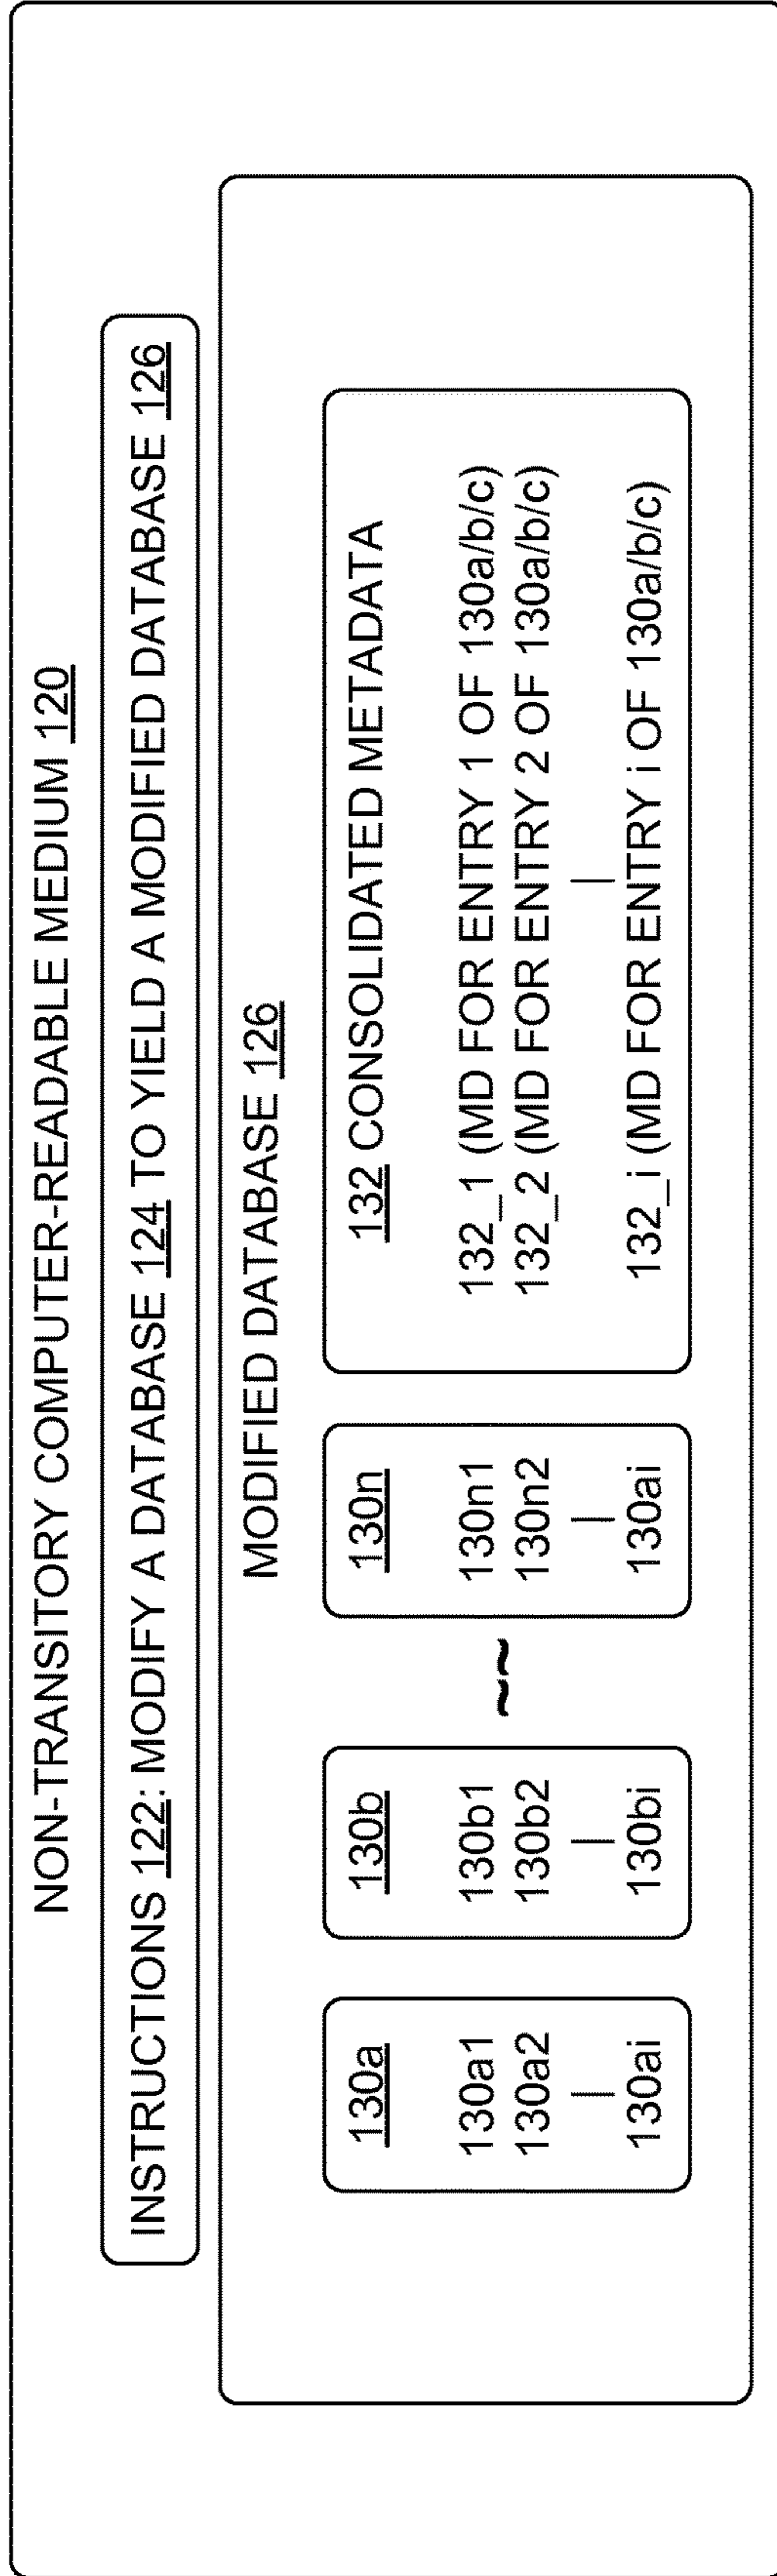 NON-TRANSITORY COMPUTER-READABLE MEDIUM 120
INSTRUCTIONS 122: MODIFY A DATABASE 124 TO YIELD A MODIFIED DATABASE 126
MODIFIED DATABASE 126
130a
130a1
130a2
130ai
130b
130b1
130b2
130bi
~~
130n
130n1
130n2
130ai
132 CONSOLIDATED METADATA
132_1 (MD FOR ENTRY 1 OF 130a/b/c)
132_2 (MD FOR ENTRY 2 OF 130a/b/c)
132_i (MD FOR ENTRY i OF 130a/b/c)